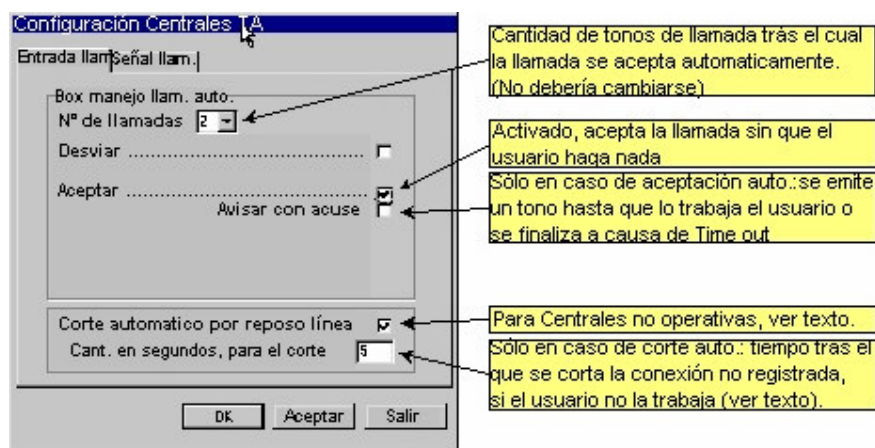 Configuración Centrales TA
Entrada llam Señal llam.
Box manejo llam. auto.
Nº de llamadas 2
Desviar
Aceptar
Avisar con acuse
Corte automatico por reposo línea
Cant. en segundos, para el corte 5
OK Aceptar Salir
Cantidad de tonos de llamada trás el cual
la llamada se acepta automaticamente.
(No debería cambiarse)
Activado, acepta la llamada sin que el
usuario haga nada
Sólo en caso de aceptación auto.:se emite
un tono hasta que lo trabaja el usuario o
se finaliza a causa de Time out
Para Centrales no operativas, ver texto.
Sólo en caso de corte auto.: tiempo tras el
que se corta la conexión no registrada,
si el usuario no la trabaja (ver texto).